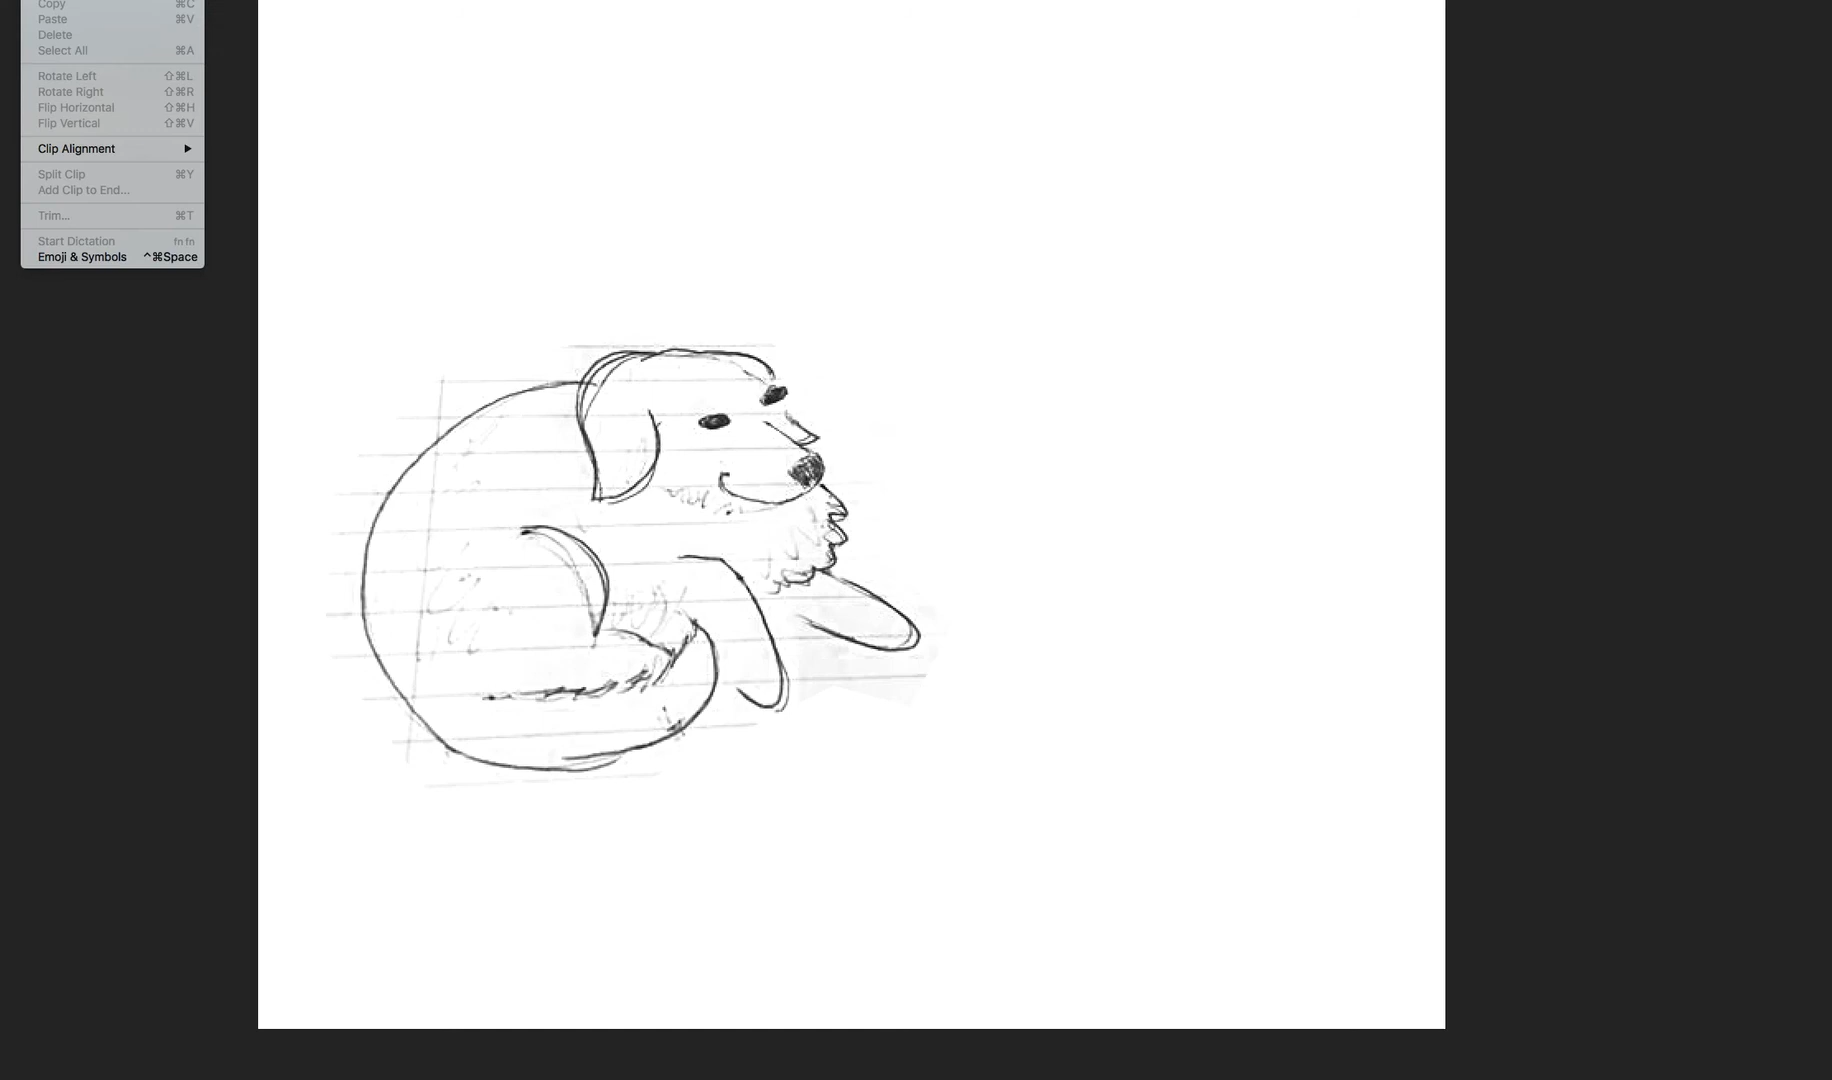 Copy ⌘C
Paste ⌘V
Delete
Select All ⌘A
Rotate Left ⇧⌘L
Rotate Right ⇧⌘R
Flip Horizontal ⇧⌘H
Flip Vertical ⇧⌘V
Clip Alignment ▶
Split Clip ⌘Y
Add Clip to End...
Trim... ⌘T
Start Dictation fn fn
Emoji & Symbols ^⌘Space